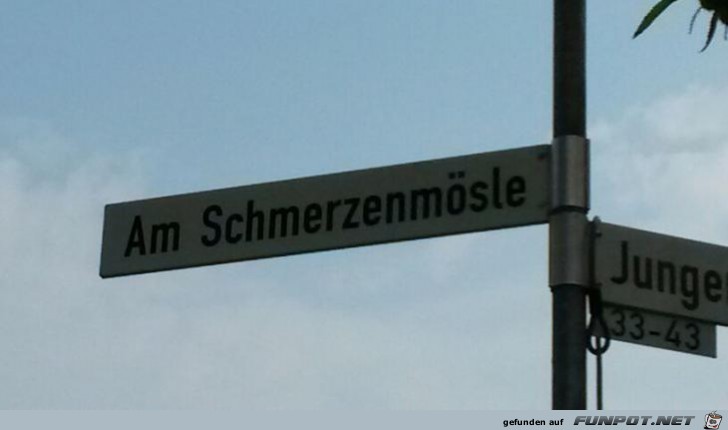 Am Schmerzenmösle
Junge
33-43
gefunden auf FUNPOT.NET